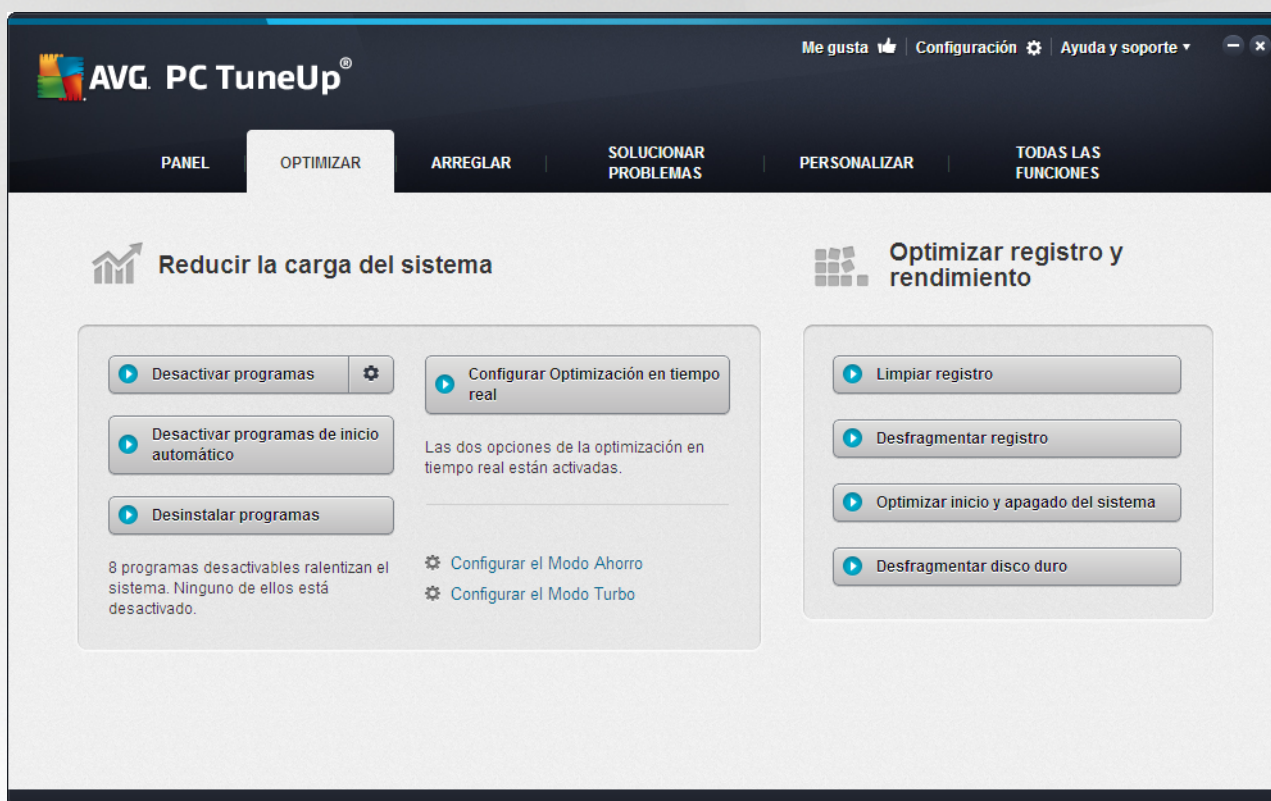 Me gusta
Configuración
Ayuda y soporte
AVG. PC TuneUp®
PANEL
OPTIMIZAR
ARREGLAR
SOLUCIONAR
PROBLEMAS
PERSONALIZAR
TODAS LAS
FUNCIONES
Reducir la carga del sistema
Desactivar programas
Desactivar programas de inicio
automático
Desinstalar programas
8 programas desactivables ralentizan el
sistema. Ninguno de ellos está
desactivado.
Configurar Optimización en tiempo
real
Las dos opciones de la optimización en
tiempo real están activadas.
Configurar el Modo Ahorro
Configurar el Modo Turbo
Optimizar registro y
rendimiento
Limpiar registro
Desfragmentar registro
Optimizar inicio y apagado del sistema
Desfragmentar disco duro